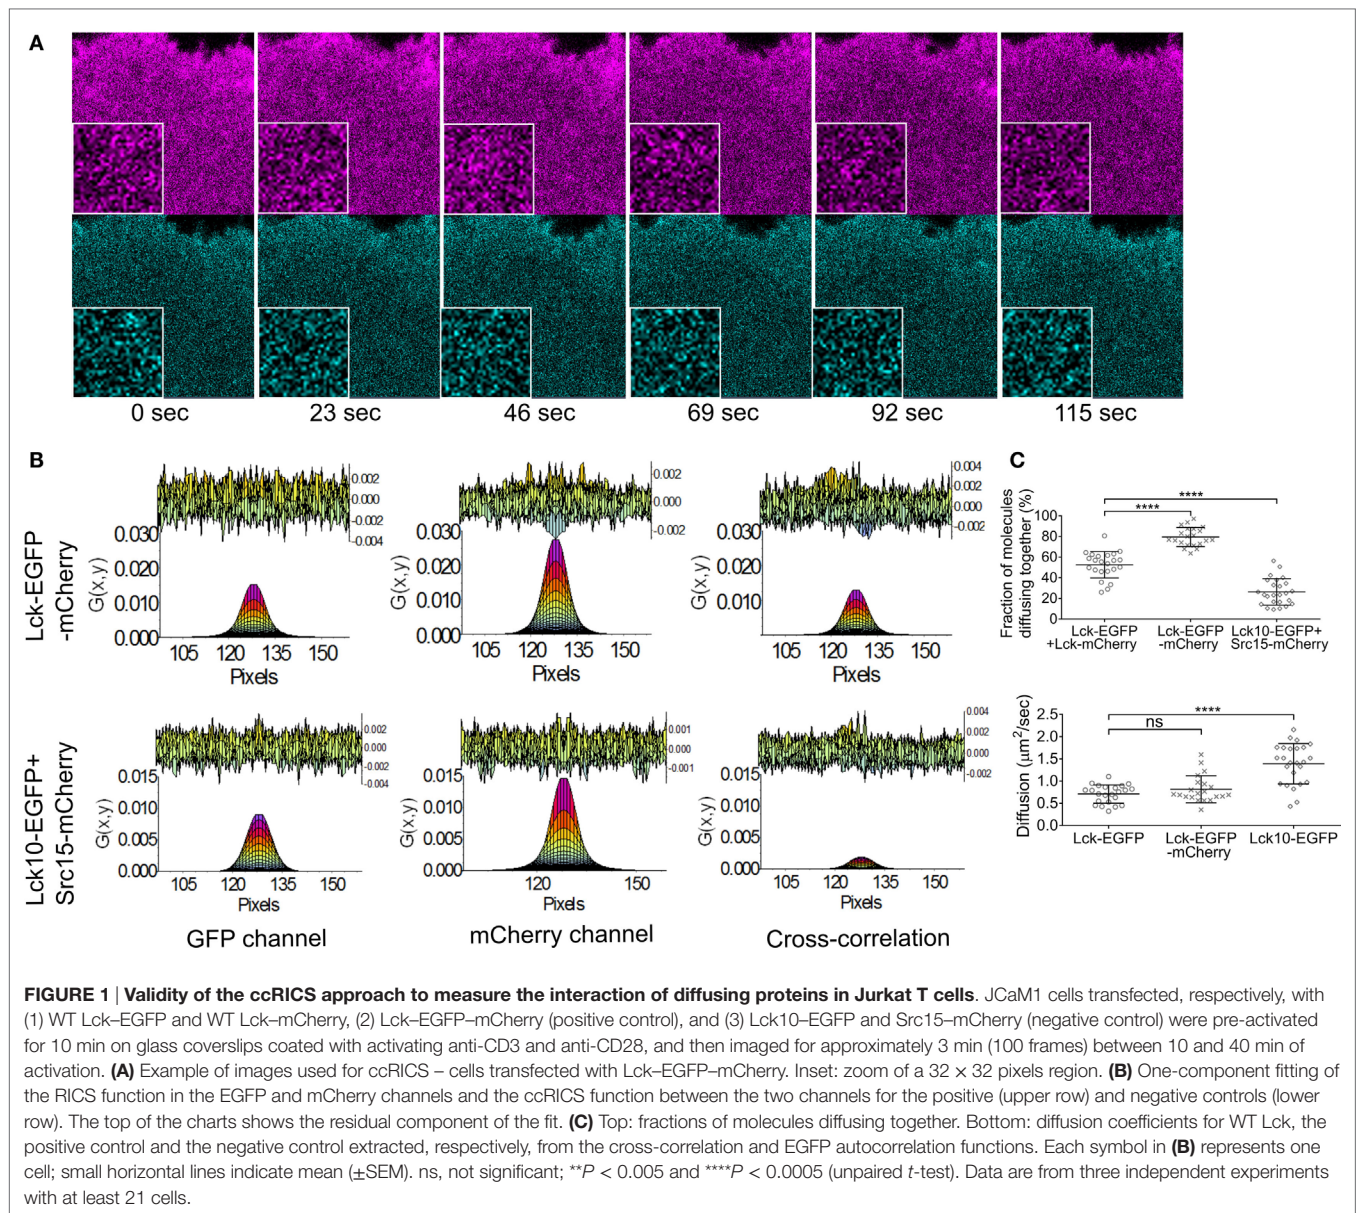 A
0 sec 23 sec 46 sec 69 sec 92 sec 115 sec
B
Lck-EGFP
-mCherry
0.002
0.000
-0.002
-0.004
0.030
0.020
0.010
0.000
G(x,y)
105 120 135 150
Pixels
0.002
0.000
-0.002
0.030
0.020
0.010
0.000
G(x,y)
105 120 135 150
Pixels
0.004
0.002
0.000
-0.002
0.030
0.020
0.010
0.000
G(x,y)
105 120 135 150
Pixels
Lck10-EGFP+
Src15-mCherry
0.002
0.000
-0.002
-0.004
0.015
0.010
0.005
0.000
G(x,y)
105 120 135 150
Pixels
0.001
0.000
-0.001
0.015
0.010
0.005
0.000
G(x,y)
120 150
Pixels
0.004
0.002
0.000
-0.002
0.015
0.010
0.005
0.000
G(x,y)
105 120 135 150
Pixels
GFP channel mCherry channel Cross-correlation
C
Fraction of molecules
diffusing together (%)
100
80
60
40
20
0
****
****
Lck-EGFP
+Lck-mCherry
Lck-EGFP
-mCherry
Lck10-EGFP+
Src15-mCherry
Diffusion (µm²/sec)
2.5
2.0
1.5
1.0
0.5
0.0
****
ns
Lck-EGFP
Lck-EGFP
-mCherry
Lck10-EGFP
FIGURE 1 | Validity of the ccRICS approach to measure the interaction of diffusing proteins in Jurkat T cells. JCaM1 cells transfected, respectively, with
(1) WT Lck–EGFP and WT Lck–mCherry, (2) Lck–EGFP–mCherry (positive control), and (3) Lck10–EGFP and Src15–mCherry (negative control) were pre-activated
for 10 min on glass coverslips coated with activating anti-CD3 and anti-CD28, and then imaged for approximately 3 min (100 frames) between 10 and 40 min of
activation. (A) Example of images used for ccRICS – cells transfected with Lck–EGFP–mCherry. Inset: zoom of a 32 × 32 pixels region. (B) One-component fitting of
the RICS function in the EGFP and mCherry channels and the ccRICS function between the two channels for the positive (upper row) and negative controls (lower
row). The top of the charts shows the residual component of the fit. (C) Top: fractions of molecules diffusing together. Bottom: diffusion coefficients for WT Lck, the
positive control and the negative control extracted, respectively, from the cross-correlation and EGFP autocorrelation functions. Each symbol in (B) represents one
cell; small horizontal lines indicate mean (±SEM). ns, not significant; **P < 0.005 and ****P < 0.0005 (unpaired t-test). Data are from three independent experiments
with at least 21 cells.